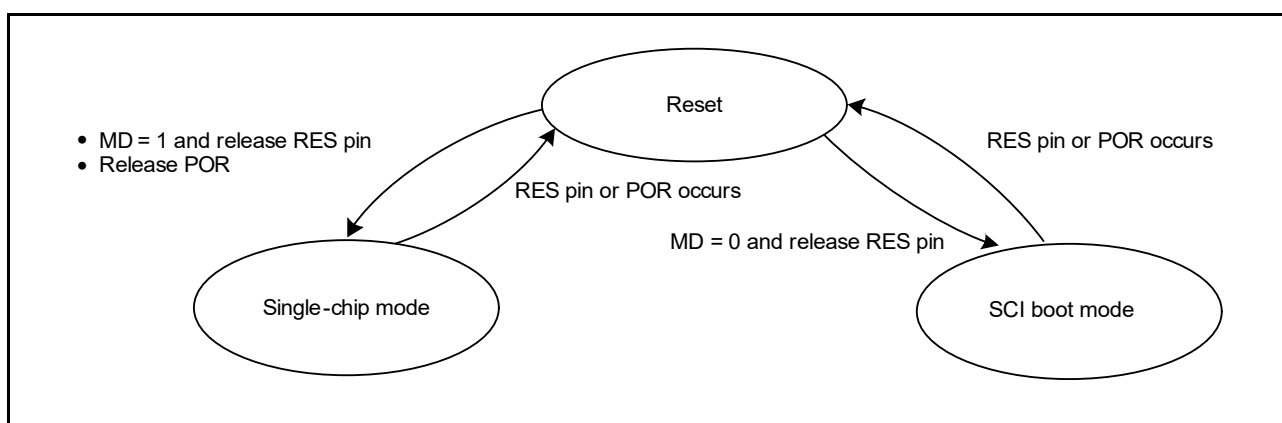 Reset
• MD = 1 and release RES pin
• Release POR
RES pin or POR occurs
RES pin or POR occurs
MD = 0 and release RES pin
Single-chip mode
SCI boot mode